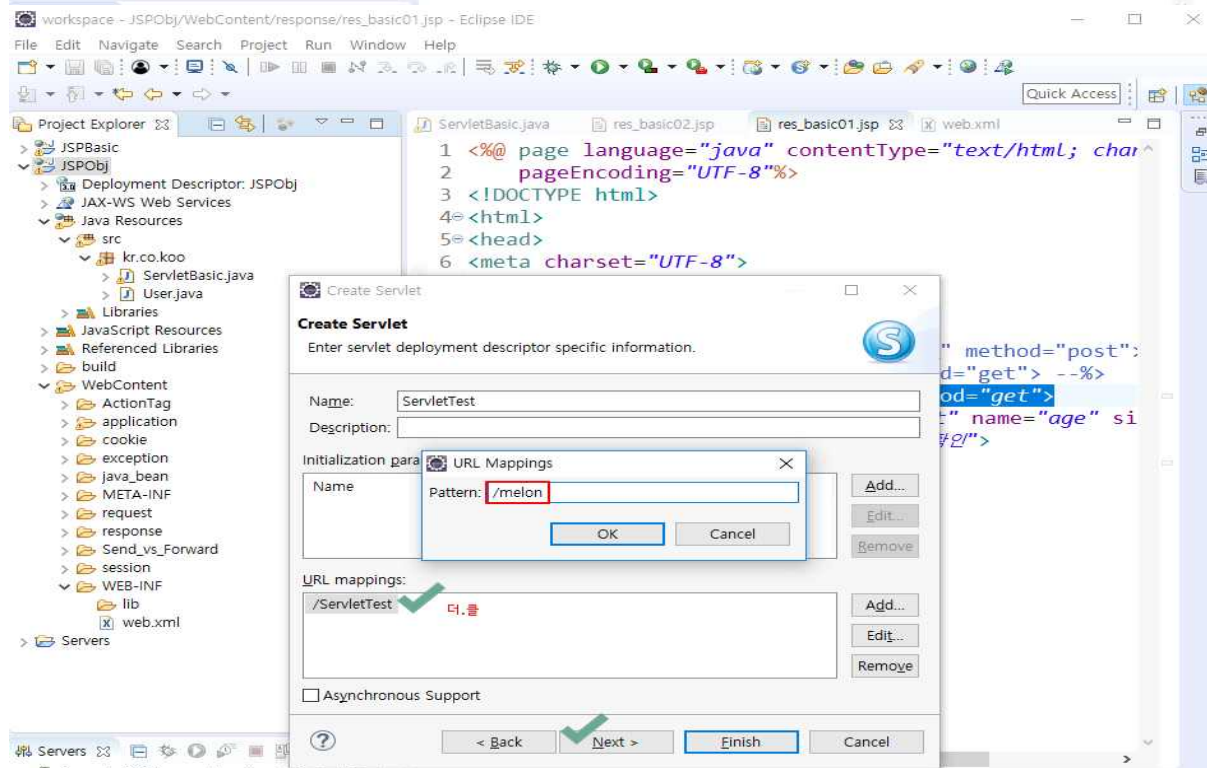 workspace - JSPObj/WebContent/response/res_basic01.jsp - Eclipse IDE
File Edit Navigate Search Project Run Window Help
Quick Access
Project Explorer
ServletBasic.java
res_basic02.jsp
res_basic01.jsp
web.xml
JSPBasic
JSPObj
Deployment Descriptor: JSPObj
JAX-WS Web Services
Java Resources
src
kr.co.koo
ServletBasic.java
User.java
Libraries
JavaScript Resources
Referenced Libraries
build
WebContent
ActionTag
application
cookie
exception
java_bean
META-INF
request
response
Send_vs_Forward
session
WEB-INF
lib
web.xml
Servers
1 <%@ page language="java" contentType="text/html; char
2 pageEncoding="UTF-8"%>
3 <!DOCTYPE html>
4 <html>
5 <head>
6 <meta charset="UTF-8">
" method="post">
d="get"> --%>
od="get">
" name="age" si
인">
Create Servlet
Create Servlet
Enter servlet deployment descriptor specific information.
Name: ServletTest
Description:
Initialization para
Name
Add...
Edit...
Remove
URL Mappings
Pattern: /melon
OK Cancel
URL mappings:
/ServletTest
더.클
Add...
Edit...
Remove
Asynchronous Support
< Back Next > Finish Cancel
Servers